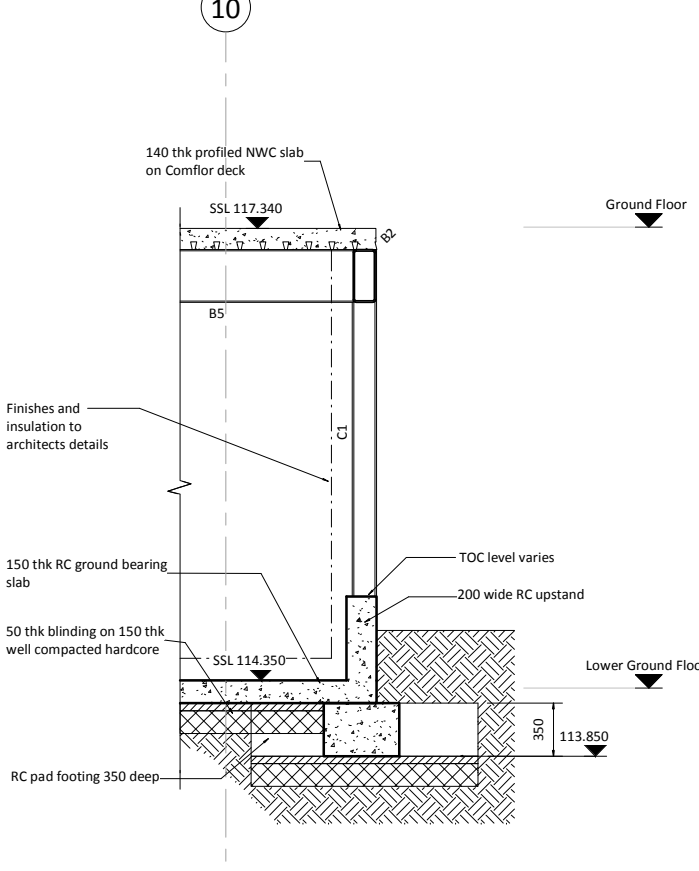 10
140 thk profiled NWC slab
on Comflor deck
SSL 117.340
Ground Floor
B2
B5
Finishes and
insulation to
architects details
C1
TOC level varies
150 thk RC ground bearing
slab
200 wide RC upstand
50 thk blinding on 150 thk
well compacted hardcore
SSL 114.350
Lower Ground Floo
350
113.850
RC pad footing 350 deep